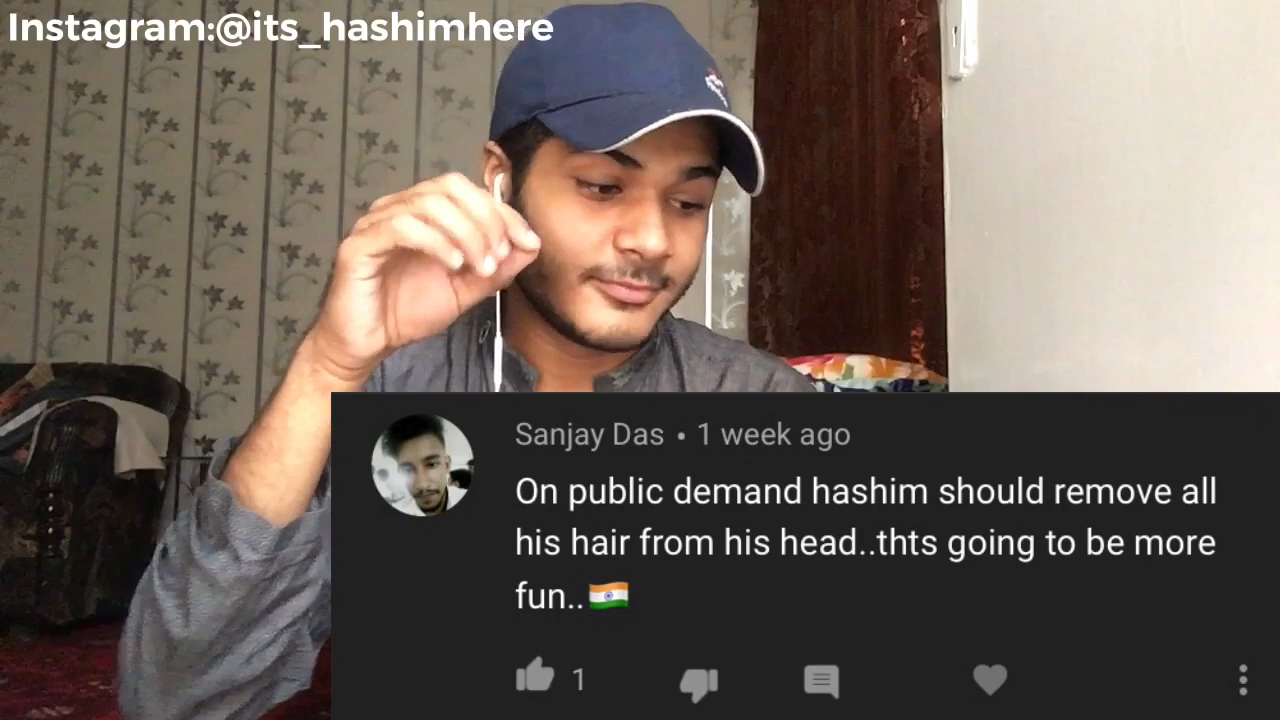 Instagram:@its_hashimhere
Sanjay Das • 1 week ago
On public demand hashim should remove all
his hair from his head..thts going to be more
fun..🇮🇳
1